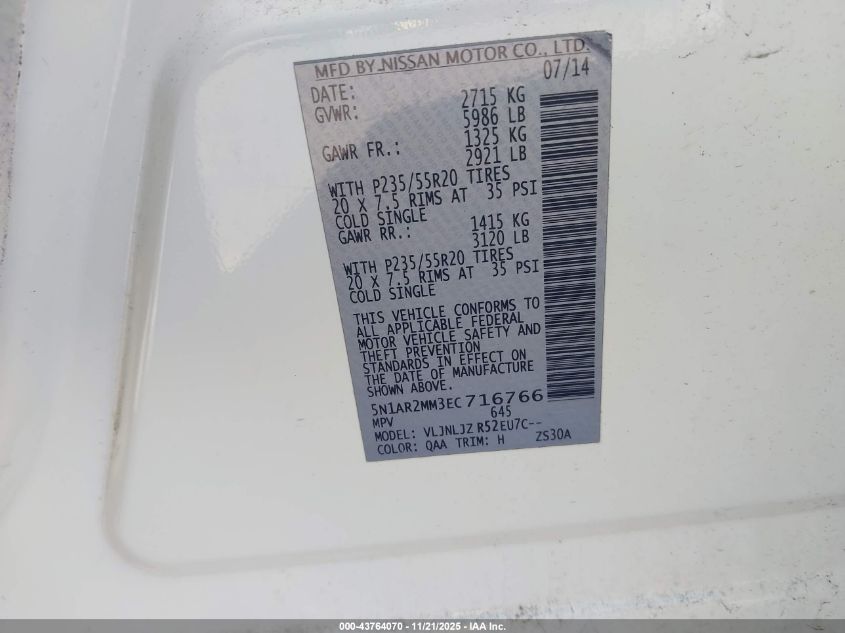 MFD BY NISSAN MOTOR CO., LTD.
DATE: 07/14
GVWR: 2715 KG
5986 LB
GAWR FR.: 1325 KG
2921 LB
WITH P235/55R20 TIRES
20 X 7.5 RIMS AT 35 PSI
COLD SINGLE
GAWR RR.: 1415 KG
3120 LB
WITH P235/55R20 TIRES
20 X 7.5 RIMS AT 35 PSI
COLD SINGLE
THIS VEHICLE CONFORMS TO
ALL APPLICABLE FEDERAL
MOTOR VEHICLE SAFETY AND
THEFT PREVENTION
STANDARDS IN EFFECT ON
THE DATE OF MANUFACTURE
SHOWN ABOVE.
5N1AR2MM3EC716766
MPV 645
MODEL: VLJNLJZ R52EU7C--
COLOR: QAA TRIM: H ZS30A
000-43764070 - 11/21/2025 - IAA Inc.